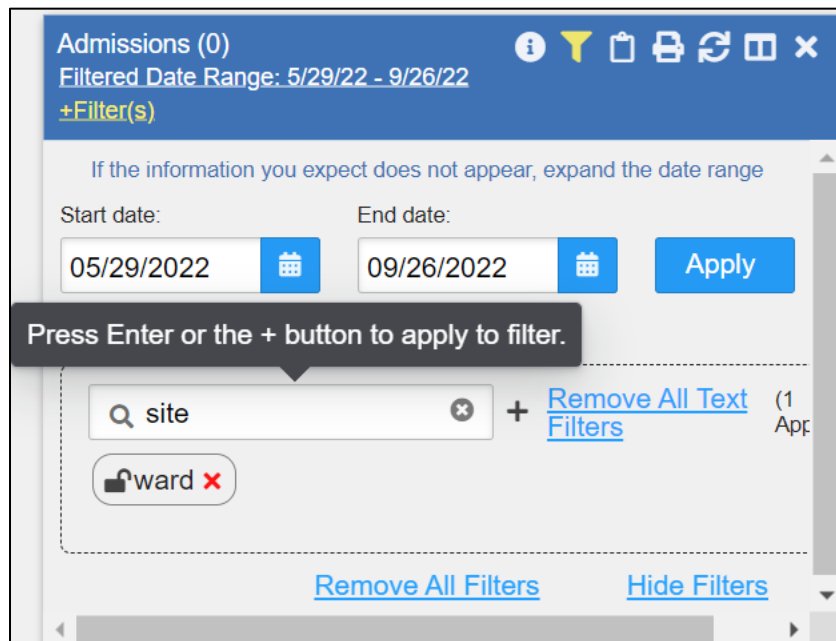 Admissions (0)
Filtered Date Range: 5/29/22 - 9/26/22
+Filter(s)
If the information you expect does not appear, expand the date range
Start date:
End date:
05/29/2022
09/26/2022
Apply
Press Enter or the + button to apply to filter.
site
+
Remove All Text
Filters
(1
App
ward
Remove All Filters
Hide Filters